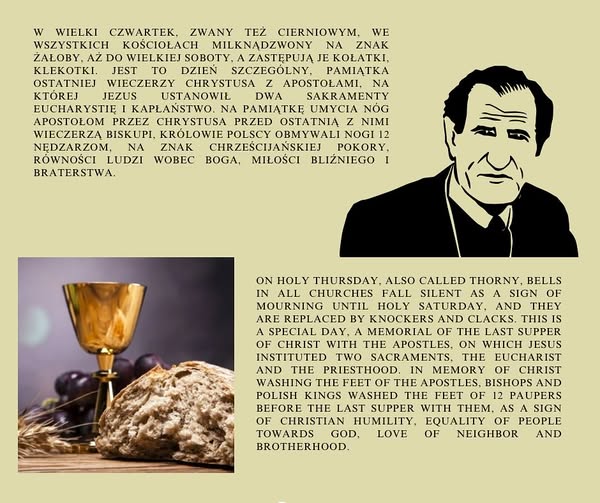 W WIELKI CZWARTEK, ZWANY TEŻ CIERNIOWYM, WE
WSZYSTKICH KOŚCIOŁACH MILKNĄDZWONY NA ZNAK
ŻAŁOBY, AŻ DO WIELKIEJ SOBOTY, A ZASTĘPUJĄ JE KOŁATKI,
KLEKOTKI. JEST TO DZIEŃ SZCZEGÓLNY, PAMIĄTKA
OSTATNIEJ WIECZERZY CHRYSTUSA Z APOSTOŁAMI, NA
KTÓREJ JEZUS USTANOWIŁ DWA SAKRAMENTY
EUCHARYSTIĘ I KAPŁAŃSTWO. NA PAMIĄTKĘ UMYCIA NÓG
APOSTOŁOM PRZEZ CHRYSTUSA PRZED OSTATNIĄ Z NIMI
WIECZERZĄ BISKUPI, KRÓLOWIE POLSCY OBMYWALI NOGI 12
NĘDZARZOM, NA ZNAK CHRZEŚCIJAŃSKIEJ POKORY,
RÓWNOŚCI LUDZI WOBEC BOGA, MIŁOŚCI BLIŹNIEGO I
BRATERSTWA.
ON HOLY THURSDAY, ALSO CALLED THORNY, BELLS
IN ALL CHURCHES FALL SILENT AS A SIGN OF
MOURNING UNTIL HOLY SATURDAY, AND THEY
ARE REPLACED BY KNOCKERS AND CLACKS. THIS IS
A SPECIAL DAY, A MEMORIAL OF THE LAST SUPPER
OF CHRIST WITH THE APOSTLES, ON WHICH JESUS
INSTITUTED TWO SACRAMENTS, THE EUCHARIST
AND THE PRIESTHOOD. IN MEMORY OF CHRIST
WASHING THE FEET OF THE APOSTLES, BISHOPS AND
POLISH KINGS WASHED THE FEET OF 12 PAUPERS
BEFORE THE LAST SUPPER WITH THEM, AS A SIGN
OF CHRISTIAN HUMILITY, EQUALITY OF PEOPLE
TOWARDS GOD, LOVE OF NEIGHBOR AND
BROTHERHOOD.